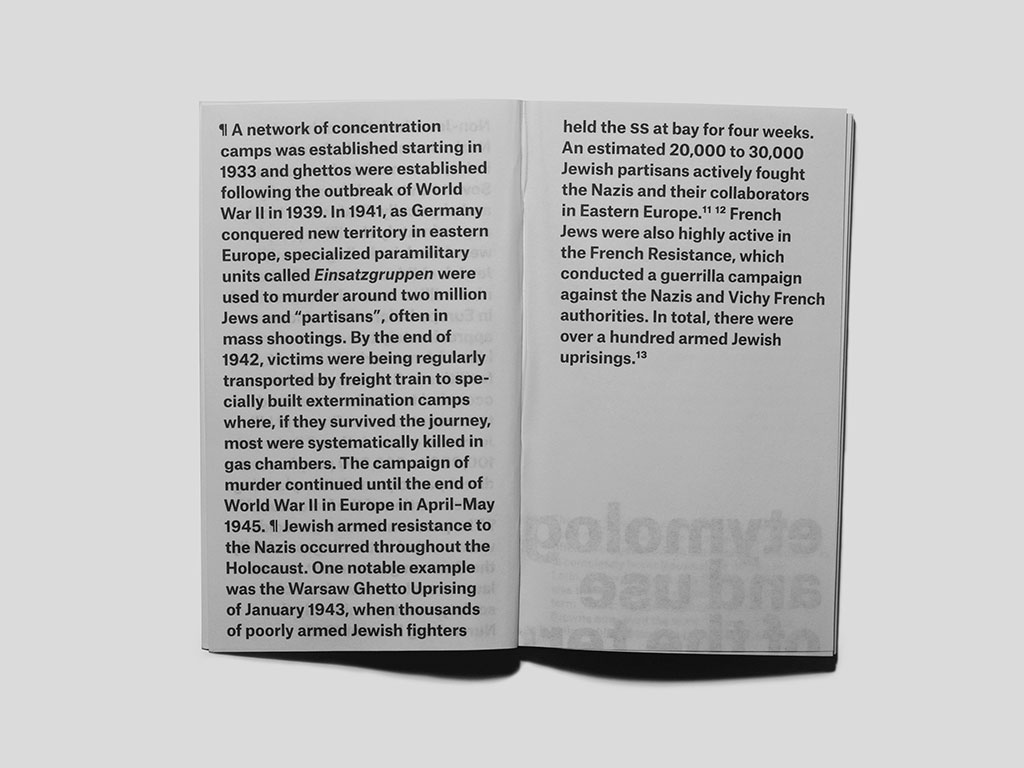 ¶ A network of concentration
camps was established starting in
1933 and ghettos were established
following the outbreak of World
War II in 1939. In 1941, as Germany
conquered new territory in eastern
Europe, specialized paramilitary
units called Einsatzgruppen were
used to murder around two million
Jews and “partisans”, often in
mass shootings. By the end of
1942, victims were being regularly
transported by freight train to spe-
cially built extermination camps
where, if they survived the journey,
most were systematically killed in
gas chambers. The campaign of
murder continued until the end of
World War II in Europe in April–May
1945. ¶ Jewish armed resistance to
the Nazis occurred throughout the
Holocaust. One notable example
was the Warsaw Ghetto Uprising
of January 1943, when thousands
of poorly armed Jewish fighters
held the SS at bay for four weeks.
An estimated 20,000 to 30,000
Jewish partisans actively fought
the Nazis and their collaborators
in Eastern Europe.¹¹ ¹² French
Jews were also highly active in
the French Resistance, which
conducted a guerrilla campaign
against the Nazis and Vichy French
authorities. In total, there were
over a hundred armed Jewish
uprisings.¹³
etymolog
and use
of the ter